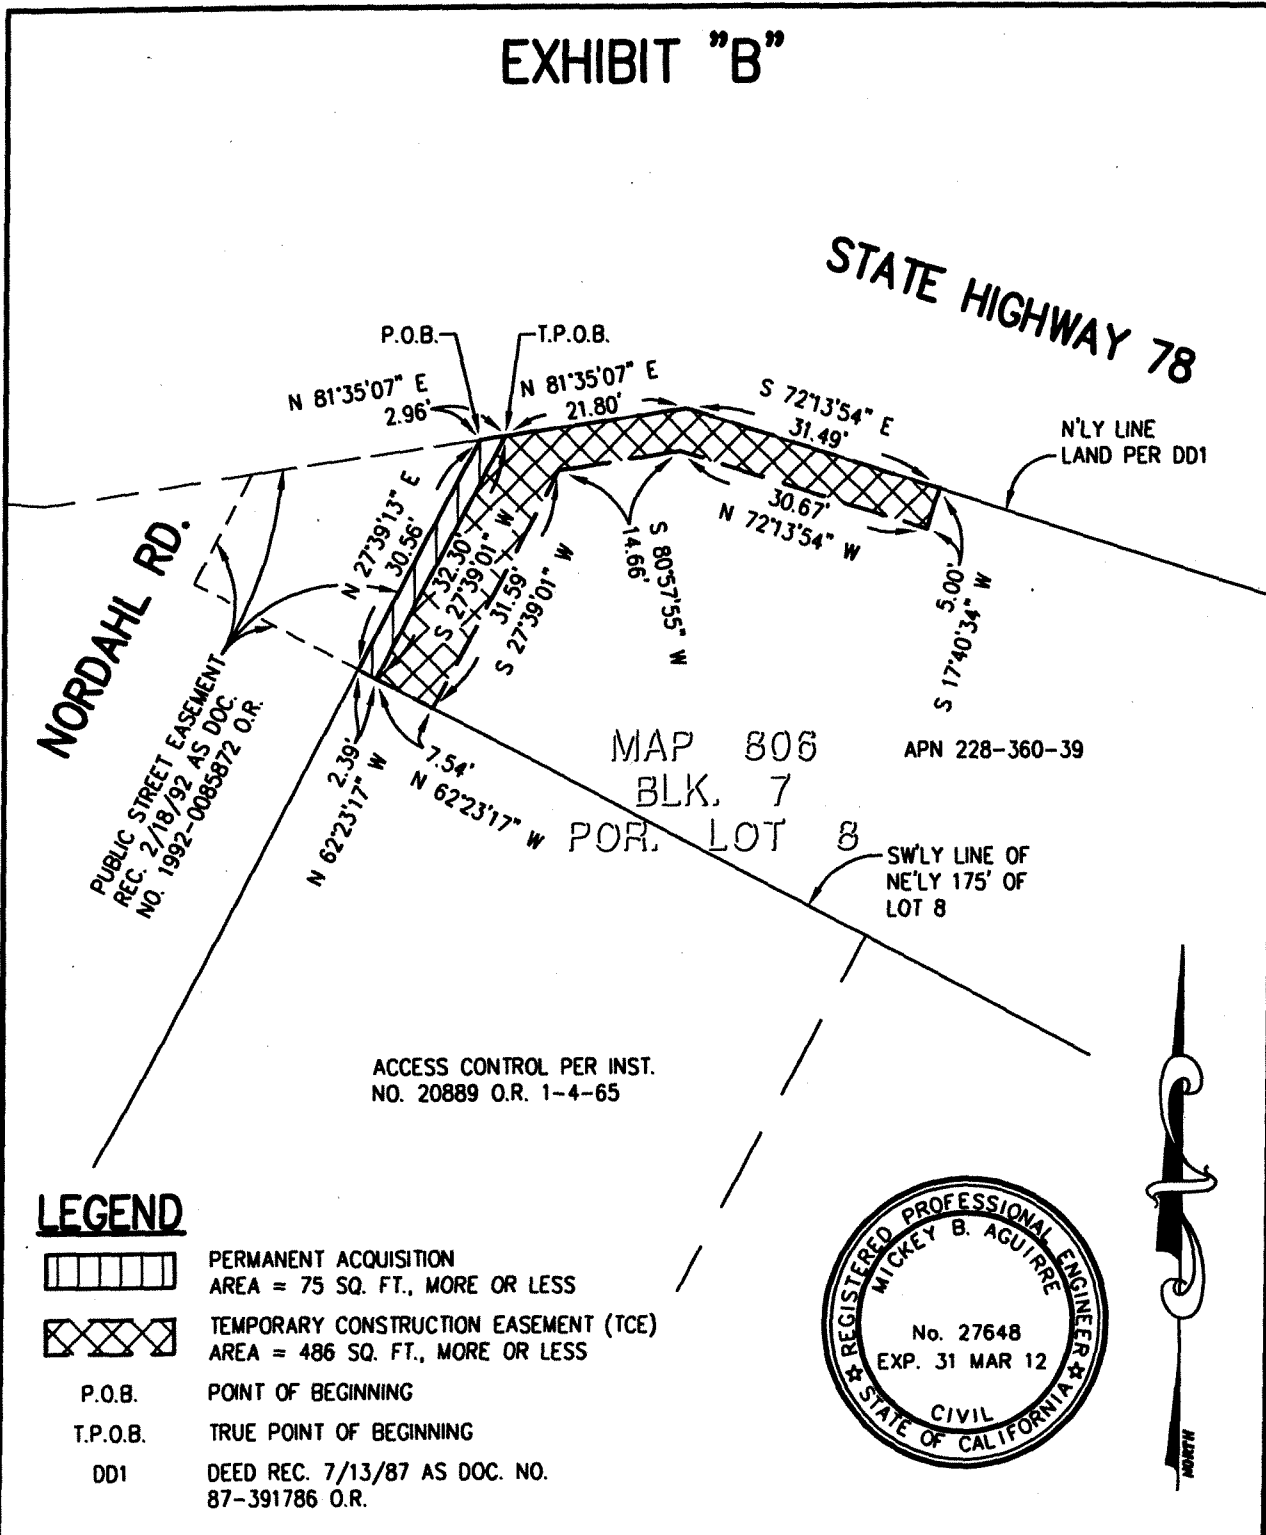 EXHIBIT "B"
STATE HIGHWAY 78
P.O.B.
T.P.O.B.
N 81°35'07" E
2.96'
N 81°35'07" E
21.80'
S 72°13'54" E
31.49'
N'LY LINE
LAND PER DD1
NORDAHL RD.
N 27°39'13" E
30.56'
32.30'
S 27°39'01" W
31.59'
S 27°39'01" W
S 80°57'55" W
14.66'
30.67'
N 72°13'54" W
5.00'
S 17°40'34" W
PUBLIC STREET EASEMENT
REC. 2/18/92 AS DOC.
NO. 1992-0085872 O.R.
2.39'
N 62°23'17" W
7.54'
N 62°23'17" W
MAP 806
BLK. 7
POR. LOT 8
APN 228-360-39
SW'LY LINE OF
NE'LY 175' OF
LOT 8
ACCESS CONTROL PER INST.
NO. 20889 O.R. 1-4-65
LEGEND
PERMANENT ACQUISITION
AREA = 75 SQ. FT., MORE OR LESS
TEMPORARY CONSTRUCTION EASEMENT (TCE)
AREA = 486 SQ. FT., MORE OR LESS
P.O.B. POINT OF BEGINNING
T.P.O.B. TRUE POINT OF BEGINNING
DD1 DEED REC. 7/13/87 AS DOC. NO.
87-391786 O.R.
REGISTERED PROFESSIONAL ENGINEER
MICKEY B. AGUIRRE
No. 27648
EXP. 31 MAR 12
CIVIL
STATE OF CALIFORNIA
NORTH